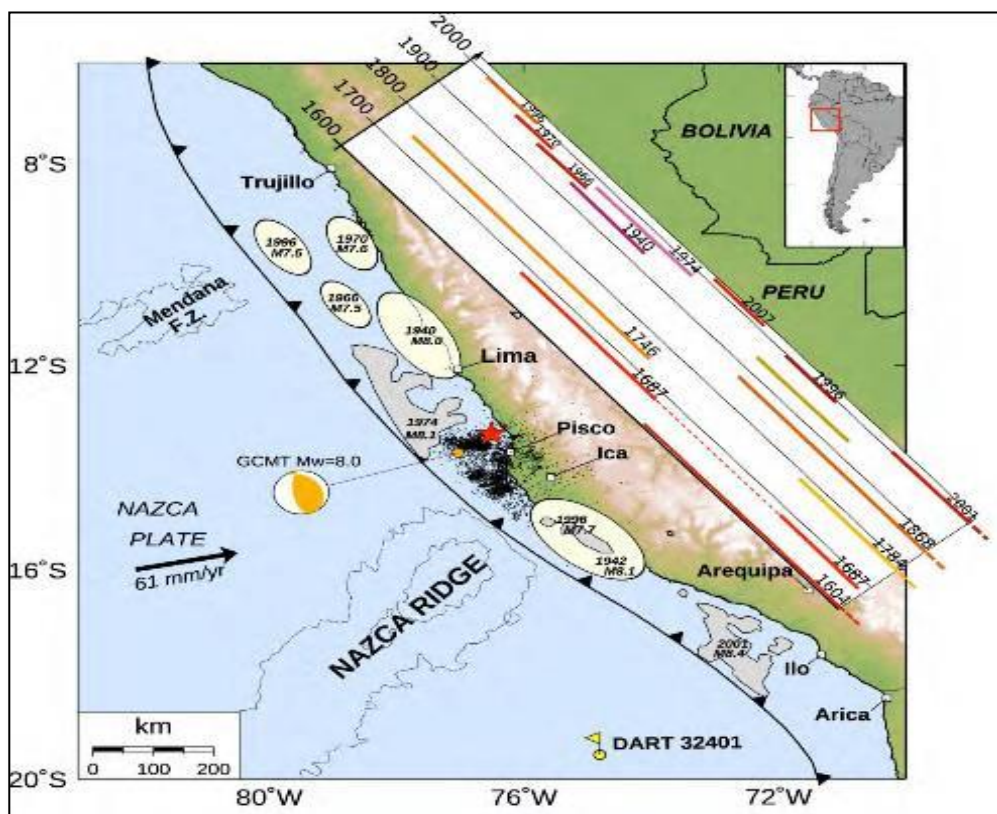 2000
1900
1800
1700
1600
8°S
12°S
16°S
20°S
80°W
76°W
72°W
BOLIVIA
PERU
Trujillo
1996
M7.5
1970
M7.6
1966
M7.5
1940
M8.0
1974
M8.1
Mendana
F.Z.
Lima
Pisco
Ica
GCMT Mw=8.0
NAZCA
PLATE
61 mm/yr
NAZCA RIDGE
1996
M7.7
1942
M8.1
Arequipa
2001
M8.4
Ilo
Arica
DART 32401
km
0 100 200
1996
1970
1966
1940
1974
2007
1996
2001
1746
1687
1868
1784
1687
1604